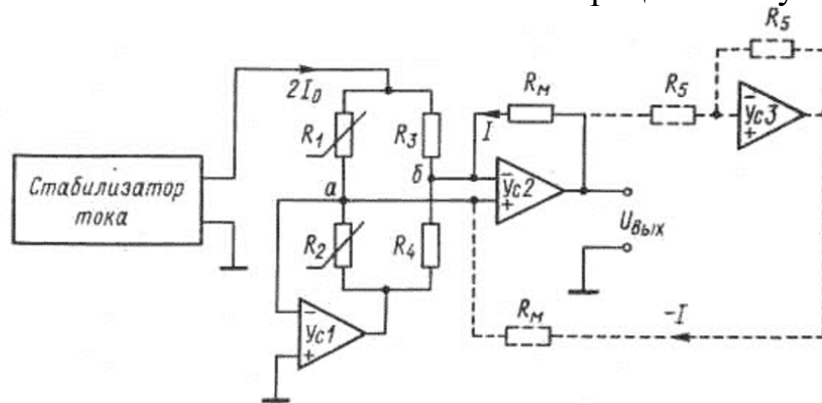 R5
R5
Rм
Ус3
2I0
R1
R3
I
б
Ус2
Стабилизатор
тока
а
Uвых
R2
R4
Rм
-I
Ус1